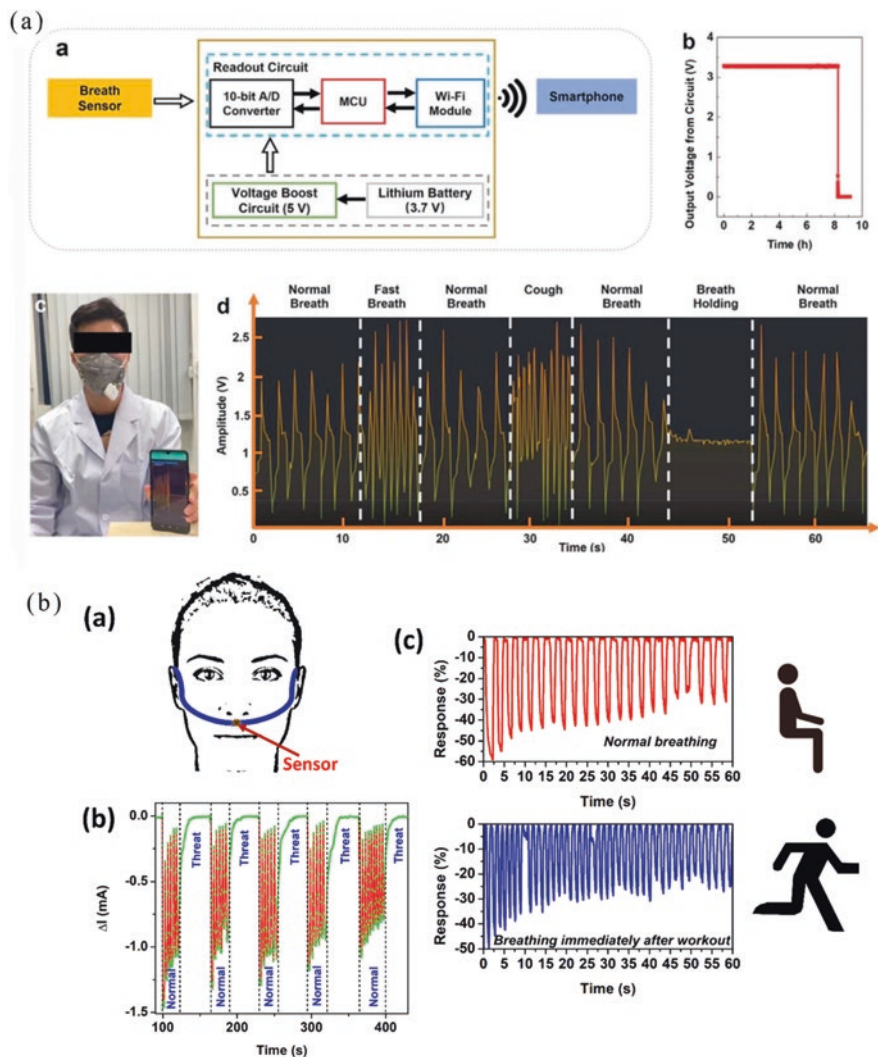 (a)
a
Breath
Sensor
Readout Circuit
10-bit A/D
Converter
MCU
Wi-Fi
Module
Smartphone
Voltage Boost
Circuit (5 V)
Lithium Battery
(3.7 V)
b
Output Voltage from Circuit (V)
4
3
2
1
0
0 2 4 6 8 10
Time (h)
c
d
Normal
Breath
Fast
Breath
Normal
Breath
Cough
Normal
Breath
Breath
Holding
Normal
Breath
Amplitude (V)
2.5
2
1.5
1
0.5
0 10 20 30 40 50 60
Time (s)
(b)
(a)
Sensor
(b)
ΔI (mA)
0.0
-0.5
-1.0
-1.5
Normal Threat Normal Threat Normal Threat Normal Threat Normal Threat
100 200 300 400
Time (s)
(c)
Response (%)
0
-10
-20
-30
-40
-50
-60
Normal breathing
0 5 10 15 20 25 30 35 40 45 50 55 60
Time (s)
Response (%)
0
-10
-20
-30
-40
-50
Breathing immediately after workout
0 5 10 15 20 25 30 35 40 45 50 55 60
Time (s)